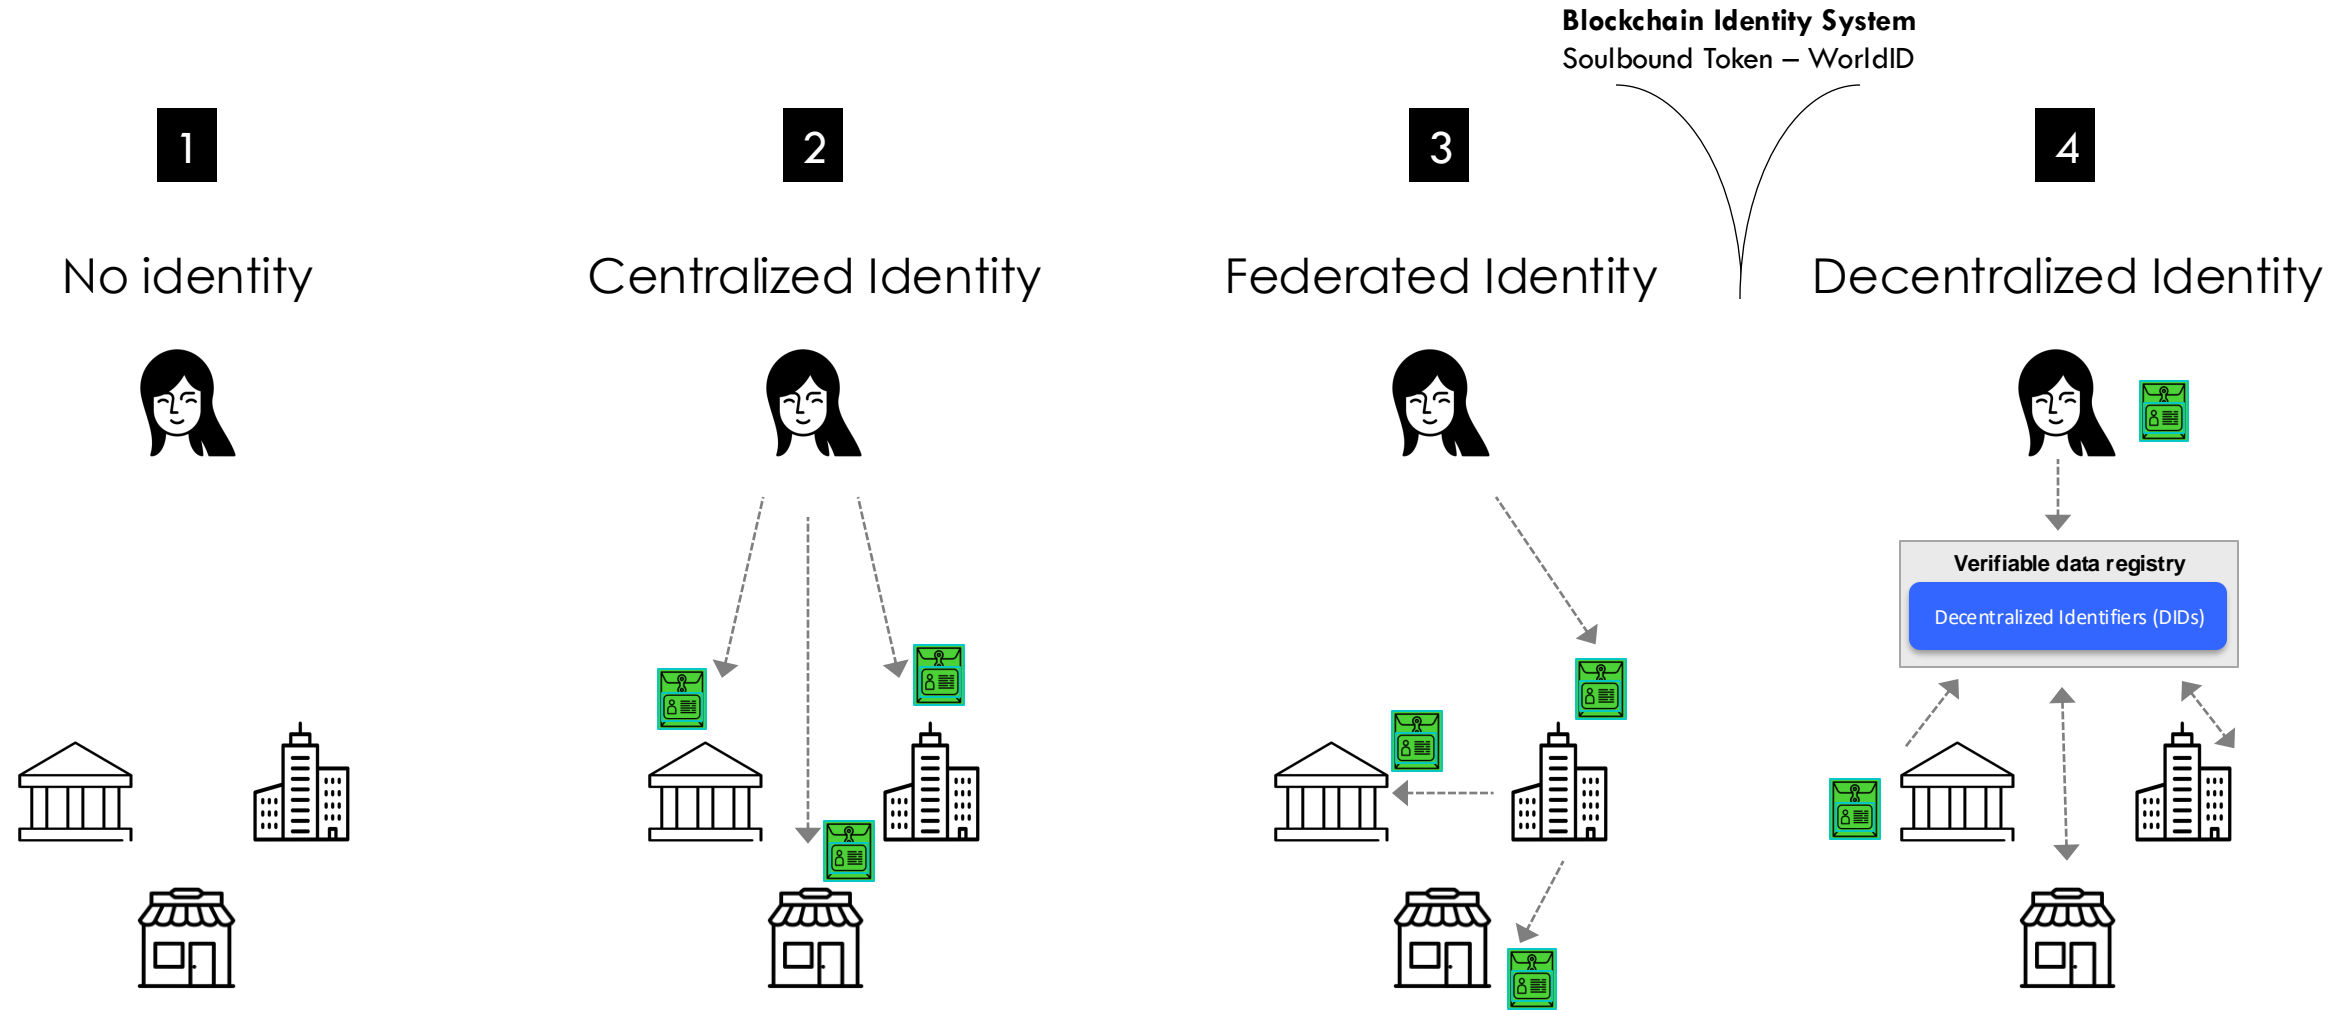 Blockchain Identity System
Soulbound Token – WorldID
1
2
3
4
No identity
Centralized Identity
Federated Identity
Decentralized Identity
Verifiable data registry
Decentralized Identifiers (DIDs)